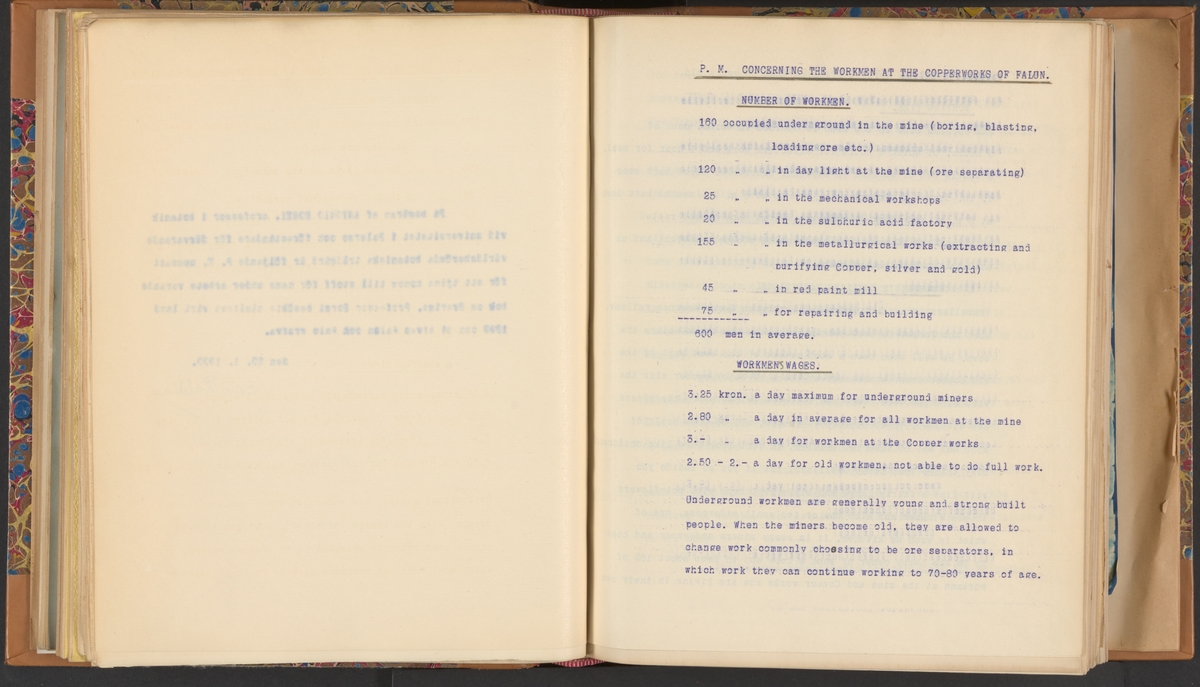 P. M. CONCERNING THE WORKMEN AT THE COPPERWORKS OF FALUN.
NUMBER OF WORKMEN.
160 occupied under ground in the mine (boring, blasting,
loading ore etc.)
120 „ „ in day light at the mine (ore separating)
25 „ „ in the mechanical workshops
20 „ „ in the sulphuric acid factory
155 „ „ in the metallurgical works (extracting and
purifying Copper, silver and gold)
45 „ „ in red paint mill
75 „ „ for repairing and building
600 men in average.
WORKMENS WAGES.
3.25 kron. a day maximum for underground miners
2.80 „ a day in average for all workmen at the mine
3.- „ a day for workmen at the Copper works
2.50 - 2.- a day for old workmen, not able to do full work.
Underground workmen are generally young and strong built
people. When the miners become old, they are allowed to
change work commonly choosing to be ore separators, in
which work they can continue working to 70-80 years of age.